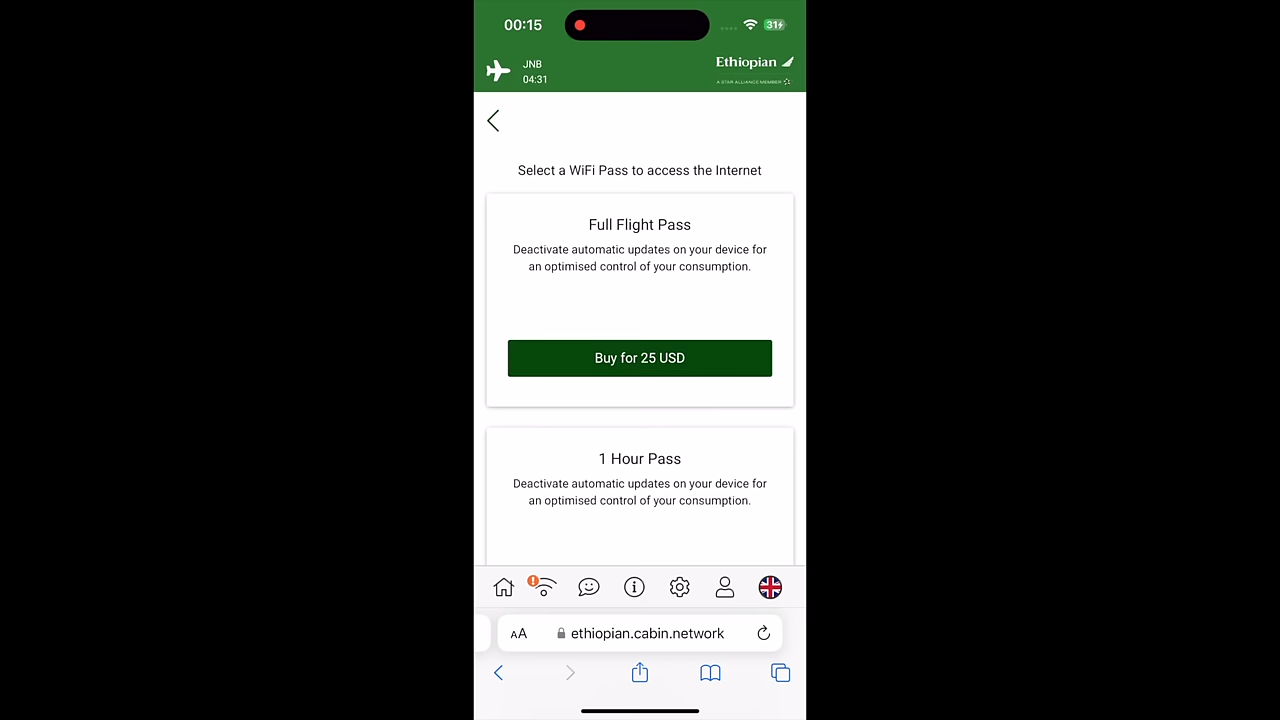 00:15
31
JNB
04:31
Ethiopian
A STAR ALLIANCE MEMBER
Select a WiFi Pass to access the Internet
Full Flight Pass
Deactivate automatic updates on your device for
an optimised control of your consumption.
Buy for 25 USD
1 Hour Pass
Deactivate automatic updates on your device for
an optimised control of your consumption.
AA
ethiopian.cabin.network